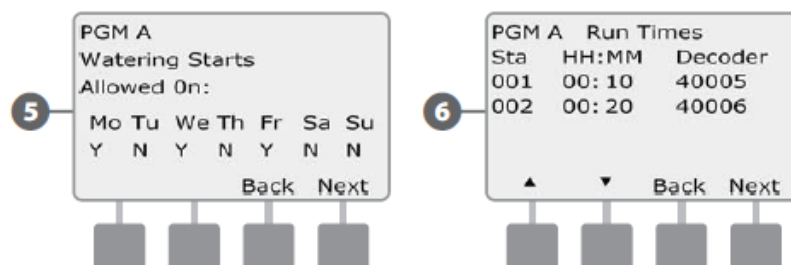 5
PGM A
Watering Starts
Allowed 0n:
Mo Tu We Th Fr Sa Su
Y N Y N Y N N
Back Next
6
PGM A Run Times
Sta HH:MM Decoder
001 00:10 40005
002 00:20 40006
▲ ▼ Back Next